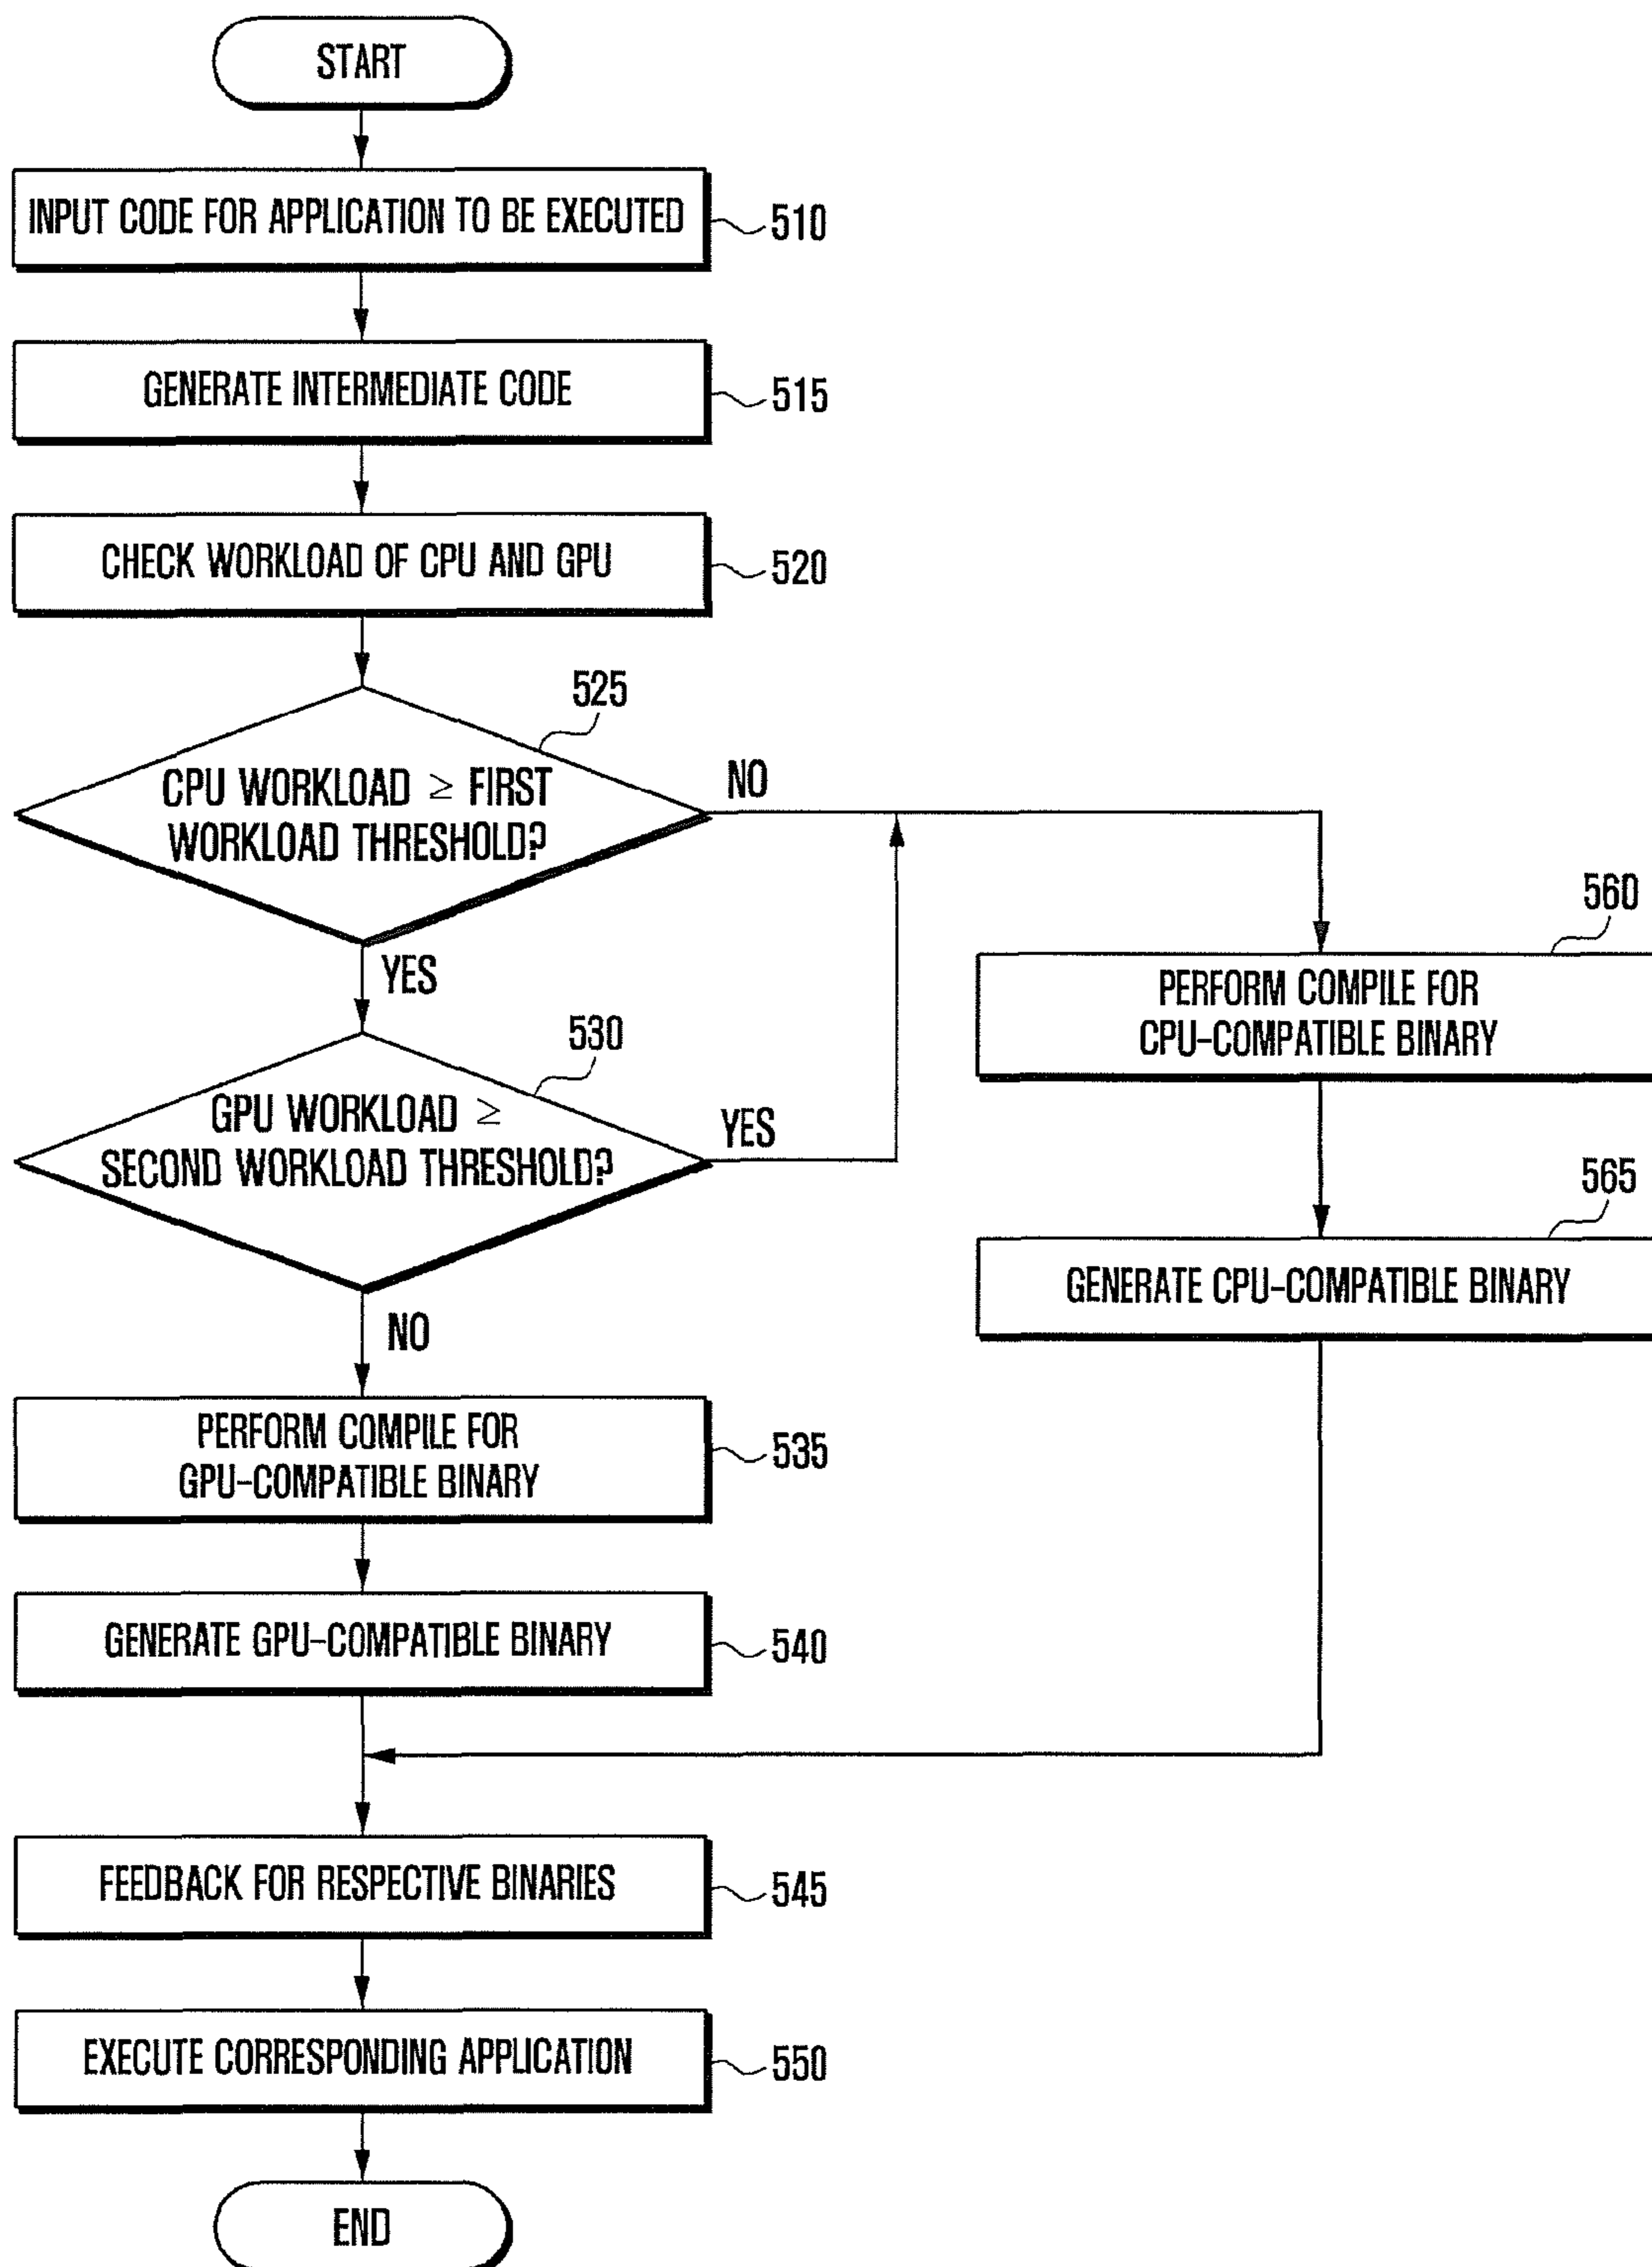 START
INPUT CODE FOR APPLICATION TO BE EXECUTED
510
GENERATE INTERMEDIATE CODE
515
CHECK WORKLOAD OF CPU AND GPU
520
525
CPU WORKLOAD ≥ FIRST
WORKLOAD THRESHOLD?
NO
YES
530
GPU WORKLOAD ≥
SECOND WORKLOAD THRESHOLD?
YES
NO
560
PERFORM COMPILE FOR
CPU-COMPATIBLE BINARY
565
GENERATE CPU-COMPATIBLE BINARY
PERFORM COMPILE FOR
GPU-COMPATIBLE BINARY
535
GENERATE GPU-COMPATIBLE BINARY
540
FEEDBACK FOR RESPECTIVE BINARIES
545
EXECUTE CORRESPONDING APPLICATION
550
END